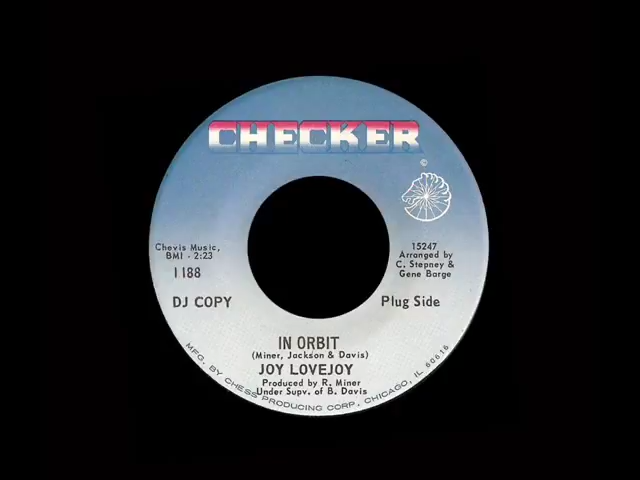 CHECKER
©
Chevis Music,
BMI - 2:23
1188
DJ COPY
15247
Arranged by
C. Stepney &
Gene Barge
Plug Side
IN ORBIT
(Miner, Jackson & Davis)
JOY LOVEJOY
Produced by R. Miner
Under Supv. of B. Davis
MFG. BY CHESS PRODUCING CORP. CHICAGO, IL 60616